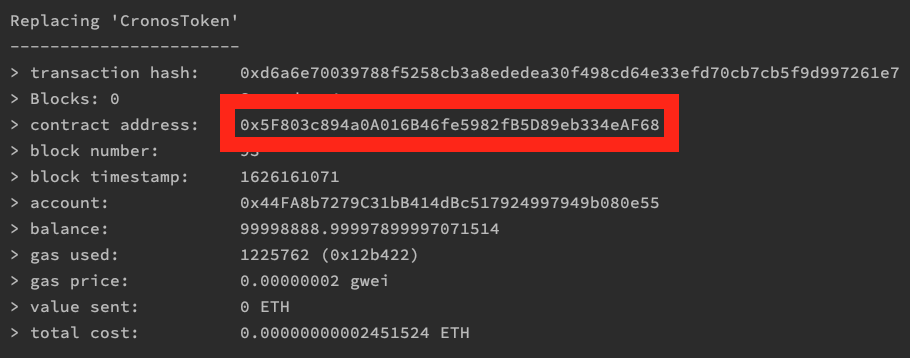 Replacing 'CronosToken'
-----------------------
> transaction hash: 0xd6a6e70039788f5258cb3a8ededea30f498cd64e33efd70cb7cb5f9d997261e7
> Blocks: 0
> contract address: 0x5F803c894a0A016B46fe5982fB5D89eb334eAF68
> block number:
> block timestamp: 1626161071
> account: 0x44FA8b7279C31bB414dBc517924997949b080e55
> balance: 99998888.99997899997071514
> gas used: 1225762 (0x12b422)
> gas price: 0.00000002 gwei
> value sent: 0 ETH
> total cost: 0.00000000002451524 ETH